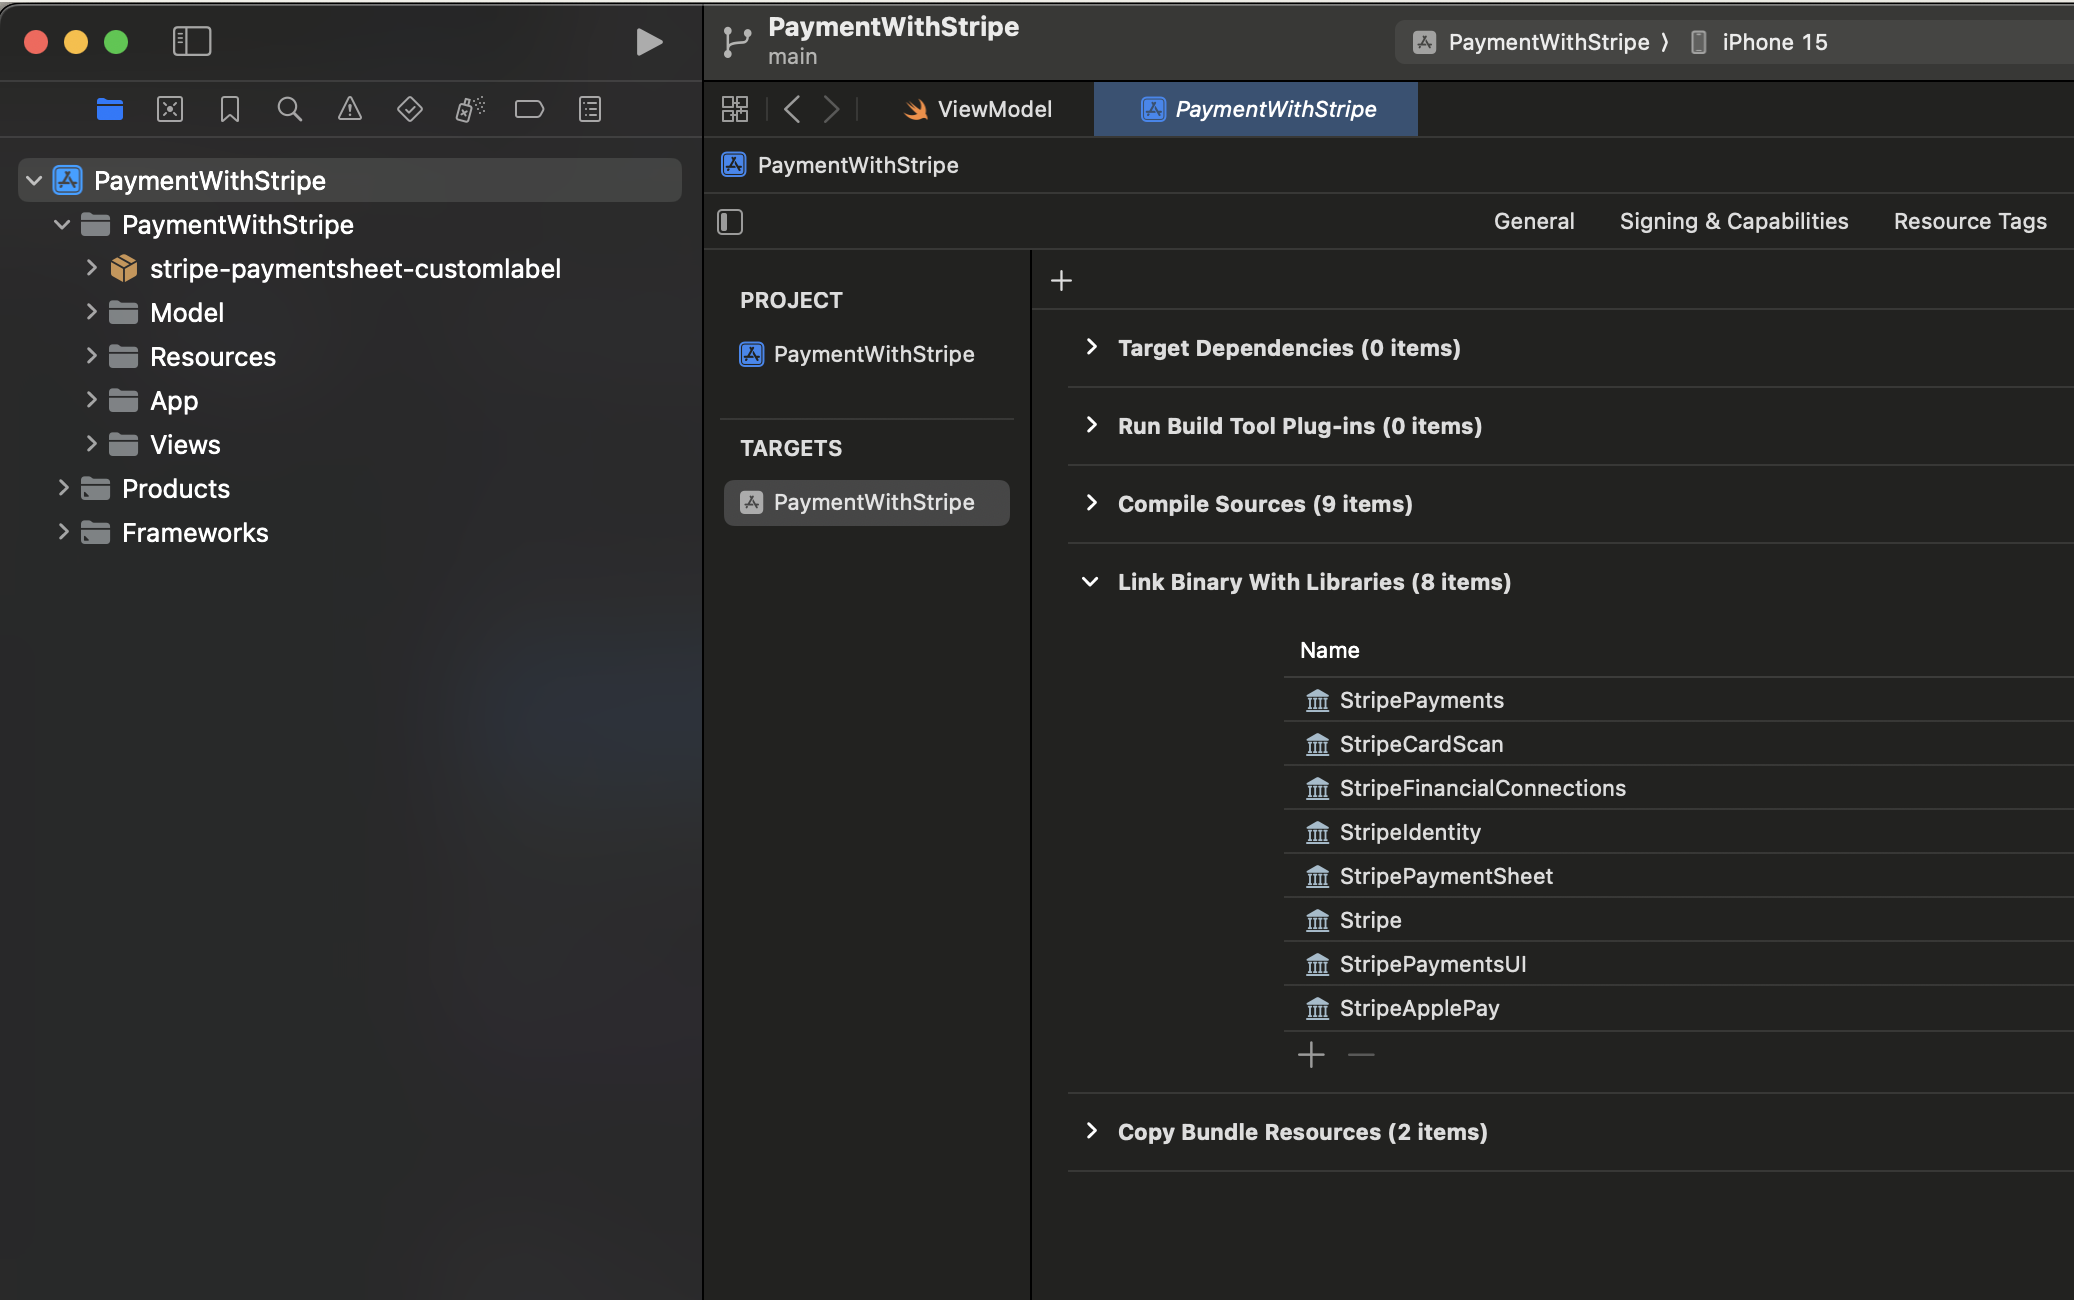 PaymentWithStripe
main
PaymentWithStripe
iPhone 15
ViewModel
PaymentWithStripe
PaymentWithStripe
General
Signing & Capabilities
Resource Tags
PaymentWithStripe
PaymentWithStripe
stripe-paymentsheet-customlabel
Model
Resources
App
Views
Products
Frameworks
PROJECT
PaymentWithStripe
TARGETS
PaymentWithStripe
Target Dependencies (0 items)
Run Build Tool Plug-ins (0 items)
Compile Sources (9 items)
Link Binary With Libraries (8 items)
Name
StripePayments
StripeCardScan
StripeFinancialConnections
StripeIdentity
StripePaymentSheet
Stripe
StripePaymentsUI
StripeApplePay
Copy Bundle Resources (2 items)